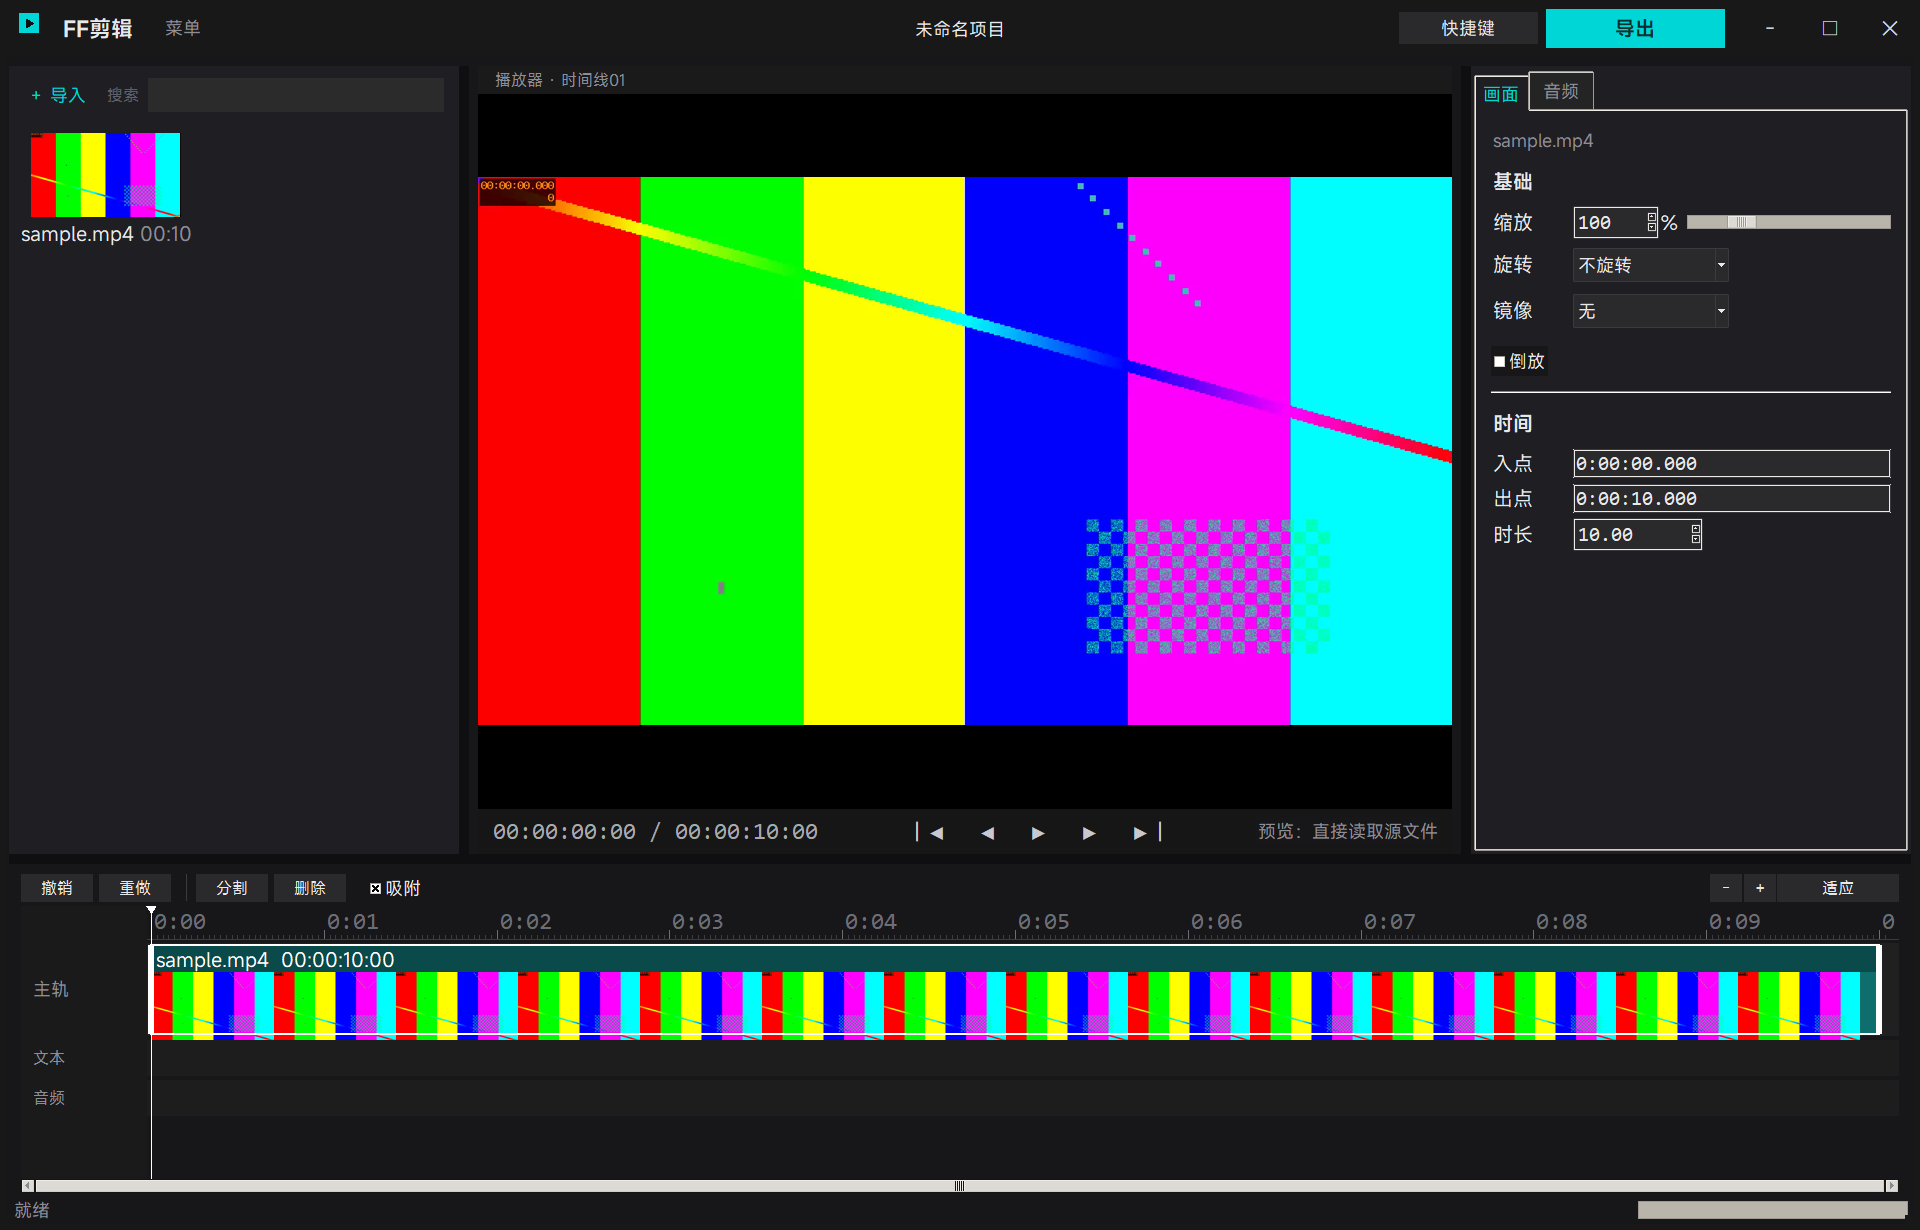 FF剪辑 菜单 未命名项目 快捷键 导出
+ 导入 搜索
sample.mp4 00:10
播放器 · 时间线01
00:00:00.000
0
00:00:00:00 / 00:00:10:00
预览: 直接读取源文件
画面 音频
sample.mp4
基础
缩放 100 %
旋转 不旋转
镜像 无
倒放
时间
入点 0:00:00.000
出点 0:00:10.000
时长 10.00
撤销 重做 分割 删除 吸附 - + 适应
0:00 0:01 0:02 0:03 0:04 0:05 0:06 0:07 0:08 0:09 0
主轨 sample.mp4 00:00:10:00
文本
音频
就绪